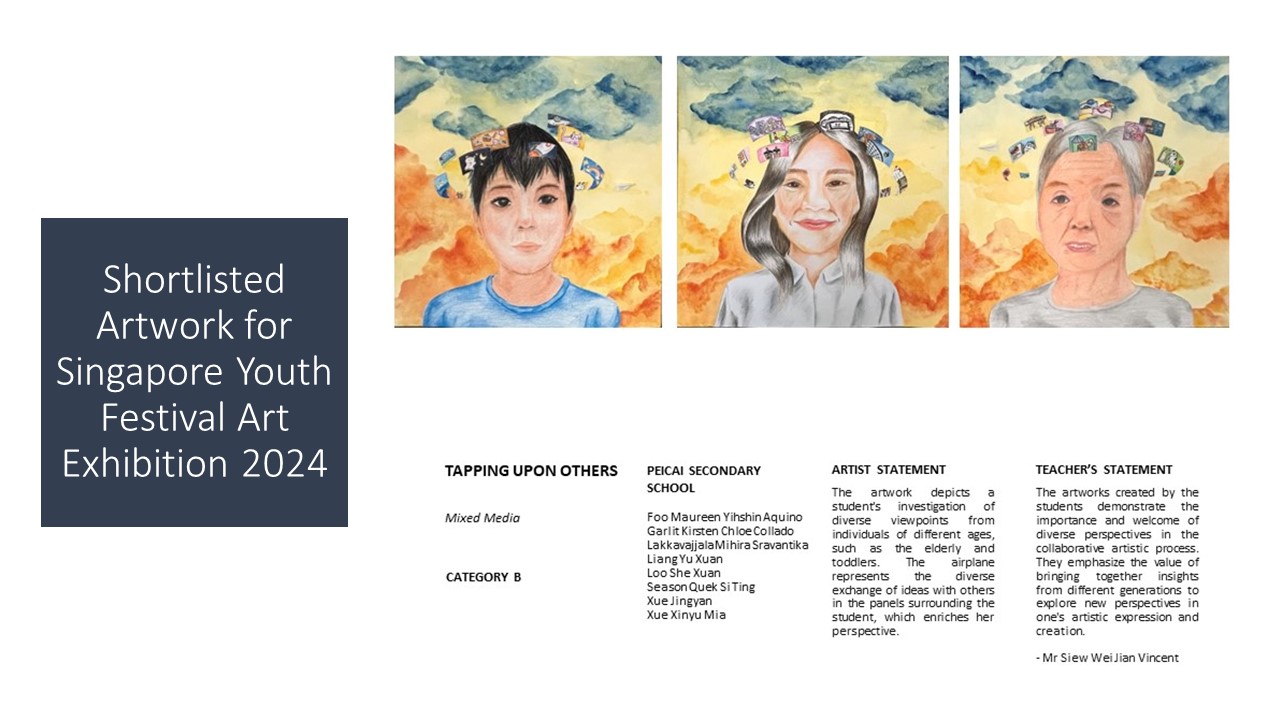 Shortlisted
Artwork for
Singapore Youth
Festival Art
Exhibition 2024
TAPPING UPON OTHERS
Mixed Media
CATEGORY B
PEICAI SECONDARY
SCHOOL
Foo Maureen Yihshin Aquino
Garlit Kirsten Chloe Collado
Lakkavajjala Mihira Sravantika
Liang Yu Xuan
Loo She Xuan
Season Quek Si Ting
Xue Jingyan
Xue Xinyu Mia
ARTIST STATEMENT
The artwork depicts a
student's investigation of
diverse viewpoints from
individuals of different ages,
such as the elderly and
toddlers. The airplane
represents the diverse
exchange of ideas with others
in the panels surrounding the
student, which enriches her
perspective.
TEACHER'S STATEMENT
The artworks created by the
students demonstrate the
importance and welcome of
diverse perspectives in the
collaborative artistic process.
They emphasize the value of
bringing together insights
from different generations to
explore new perspectives in
one's artistic expression and
creation.
- Mr Siew Wei Jian Vincent